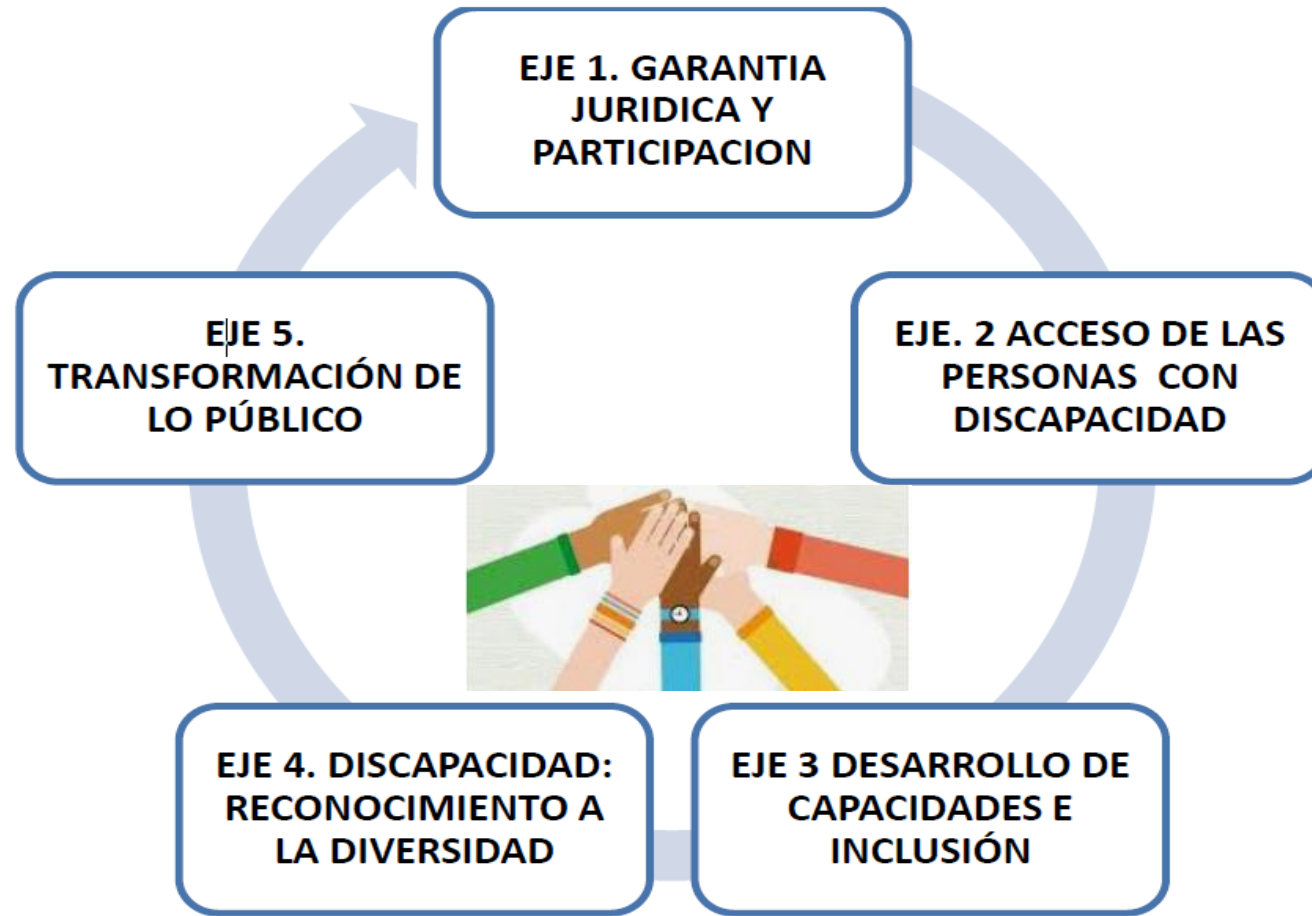 EJE 1. GARANTIA
JURIDICA Y
PARTICIPACION
EJE. 2 ACCESO DE LAS
PERSONAS CON
DISCAPACIDAD
EJE 3 DESARROLLO DE
CAPACIDADES E
INCLUSIÓN
EJE 4. DISCAPACIDAD:
RECONOCIMIENTO A
LA DIVERSIDAD
EJE 5.
TRANSFORMACIÓN DE
LO PÚBLICO